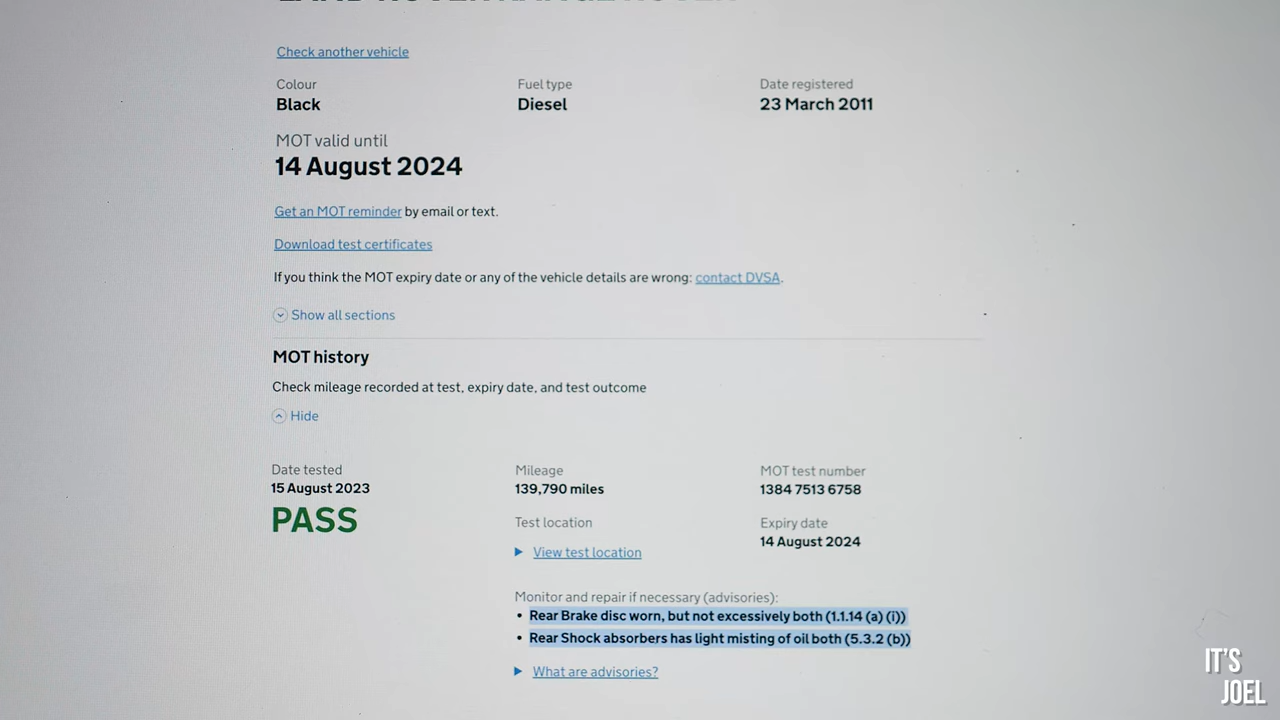 Check another vehicle
Colour Fuel type Date registered
Black Diesel 23 March 2011
MOT valid until
14 August 2024
Get an MOT reminder by email or text.
Download test certificates
If you think the MOT expiry date or any of the vehicle details are wrong: contact DVSA.
Show all sections
MOT history
Check mileage recorded at test, expiry date, and test outcome
Hide
Date tested Mileage MOT test number
15 August 2023 139,790 miles 1384 7513 6758
PASS
Test location Expiry date
View test location 14 August 2024
Monitor and repair if necessary (advisories):
• Rear Brake disc worn, but not excessively both (1.1.14 (a) (i))
• Rear Shock absorbers has light misting of oil both (5.3.2 (b))
What are advisories?
IT'S
JOEL